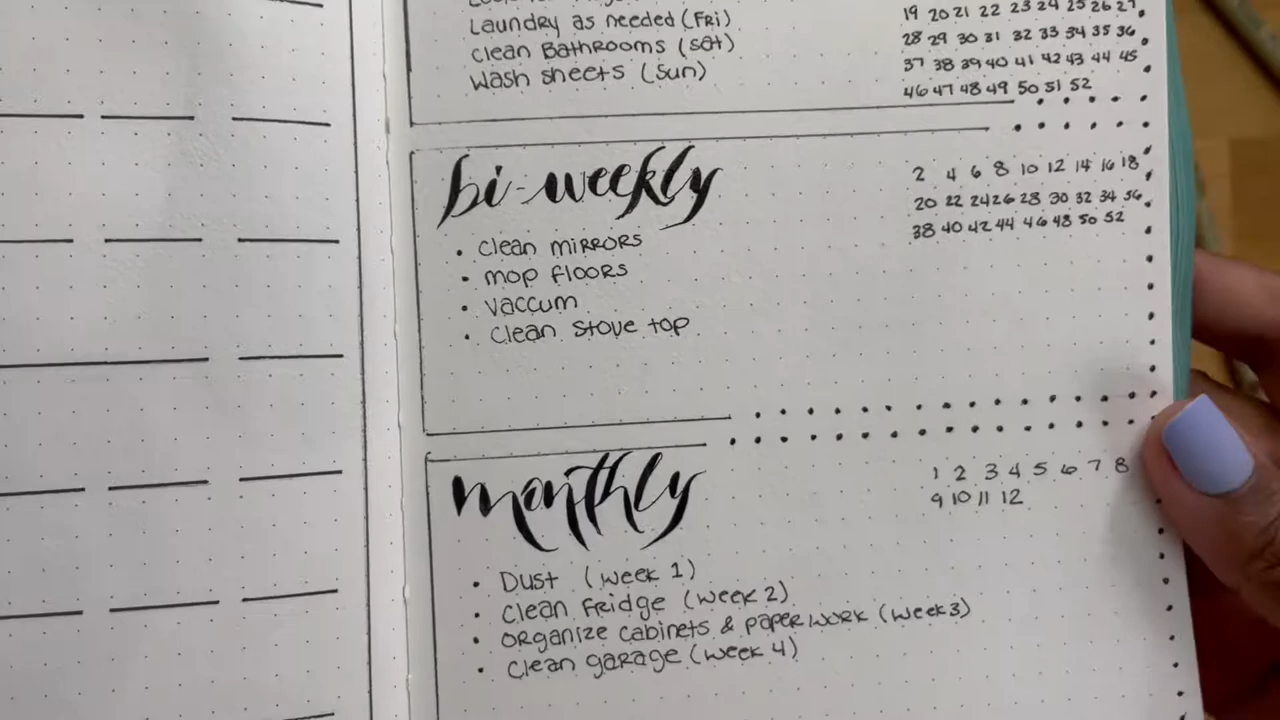 Laundry as needed (Fri)
Clean Bathrooms (sat)
Wash sheets (Sun)
19 20 21 22 23 24 25 26 27
28 29 30 31 32 33 34 35 36
37 38 39 40 41 42 43 44 45
46 47 48 49 50 51 52
bi-weekly
• Clean mirrors
• mop floors
• Vaccum
• Clean stove top
2 4 6 8 10 12 14 16 18
20 22 24 26 28 30 32 34 36
38 40 42 44 46 48 50 52
monthly
1 2 3 4 5 6 7 8
9 10 11 12
• Dust (week 1)
• Clean fridge (week 2)
• Organize cabinets & paperwork (week 3)
• Clean garage (week 4)